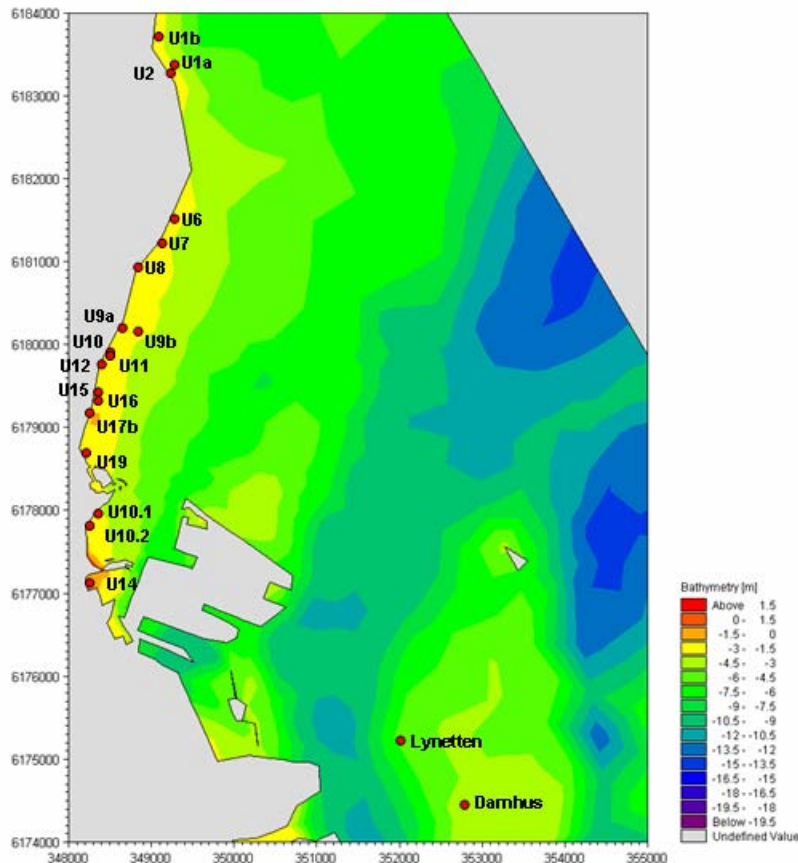 6184000
U1b
U1a
U2
6183000
6182000
U6
U7
6181000
U8
U9a
U9b
6180000
U10
U11
U12
U15
U16
6179000
U17b
U19
6178000
U10.1
U10.2
6177000
U14
6176000
Lynetten
6175000
Damhus
6174000
348000 349000 350000 351000 352000 353000 354000 355000
Bathymetry [m]
Above 1.5
0 - 1.5
-1.5 - 0
-3 - -1.5
-4.5 - -3
-6 - -4.5
-7.5 - -6
-9 - -7.5
-10.5 - -9
-12 - -10.5
-13.5 - -12
-15 - -13.5
-16.5 - -15
-18 - -16.5
-19.5 - -18
Below -19.5
Undefined Value